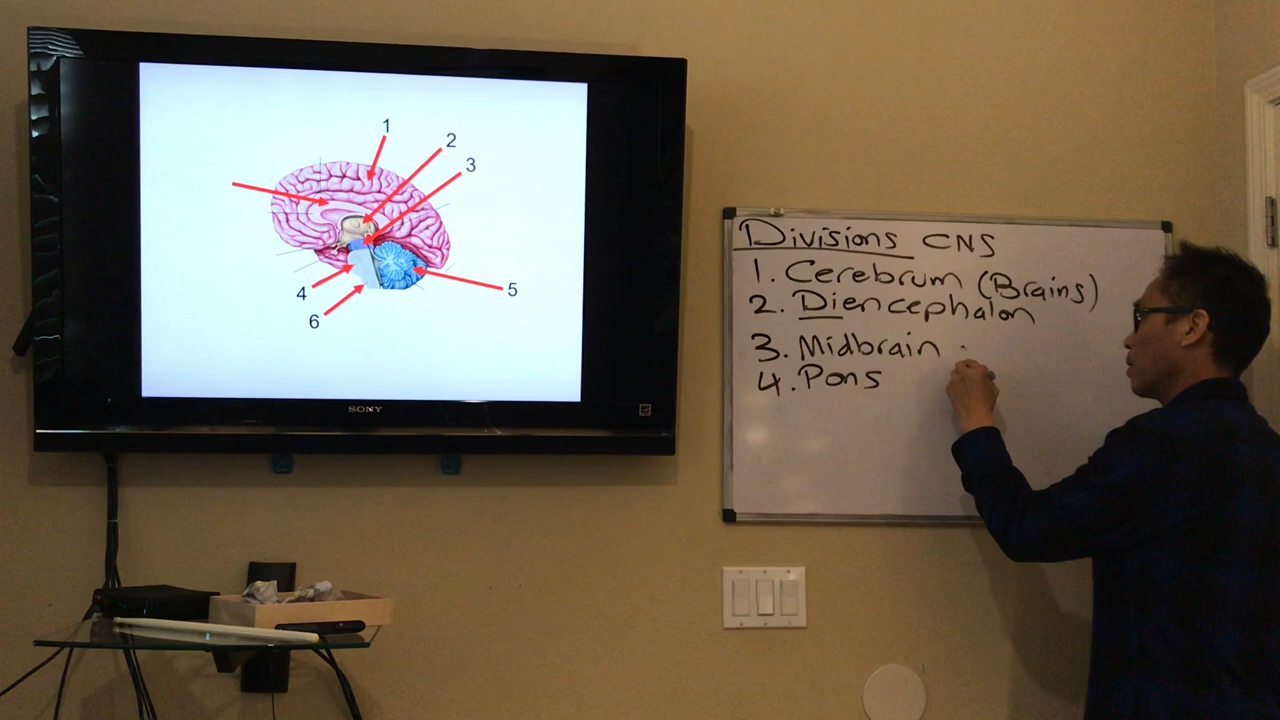 1
2
3
4
5
6
SONY
Divisions CNS
1. Cerebrum (Brains)
2. Diencephalon
3. Midbrain
4. Pons